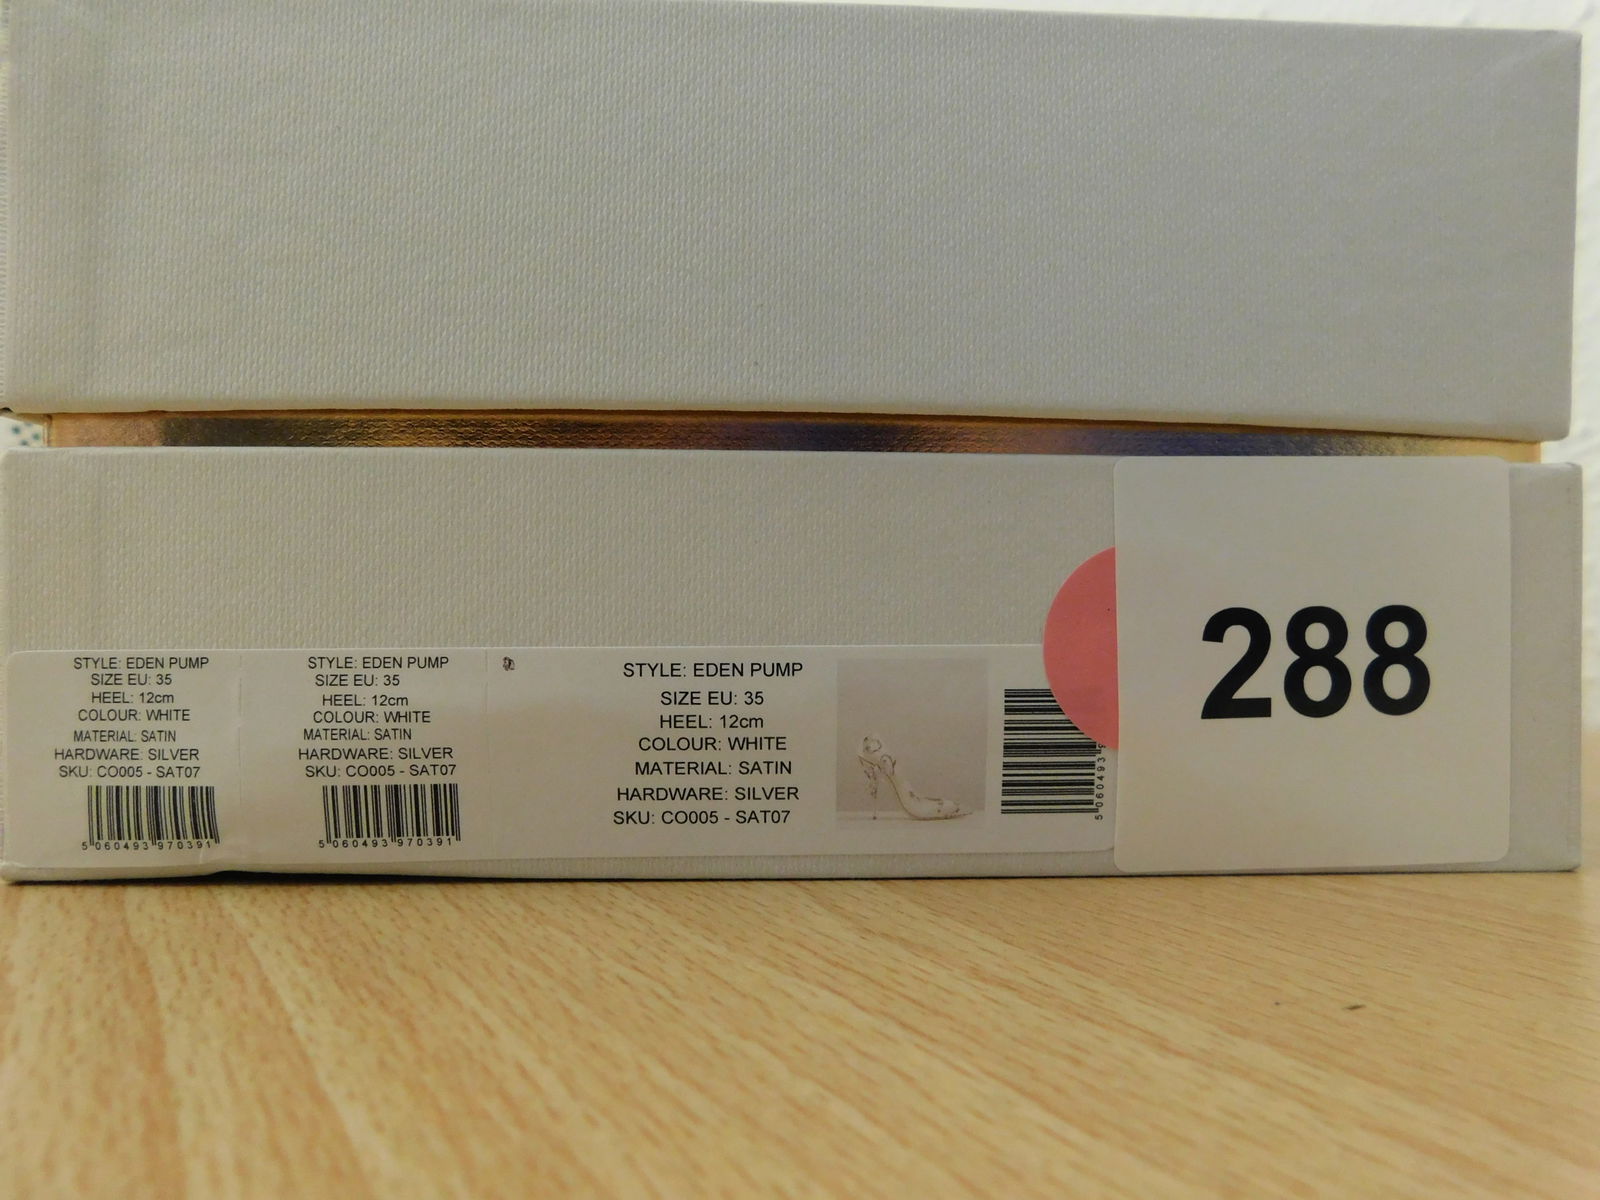 STYLE: EDEN PUMP
SIZE EU: 35
HEEL: 12cm
COLOUR: WHITE
MATERIAL: SATIN
HARDWARE: SILVER
SKU: CO005 - SAT07
5 060493 970391
STYLE: EDEN PUMP
SIZE EU: 35
HEEL: 12cm
COLOUR: WHITE
MATERIAL: SATIN
HARDWARE: SILVER
SKU: CO005 - SAT07
5 060493 970391
STYLE: EDEN PUMP
SIZE EU: 35
HEEL: 12cm
COLOUR: WHITE
MATERIAL: SATIN
HARDWARE: SILVER
SKU: CO005 - SAT07
5 060493
288